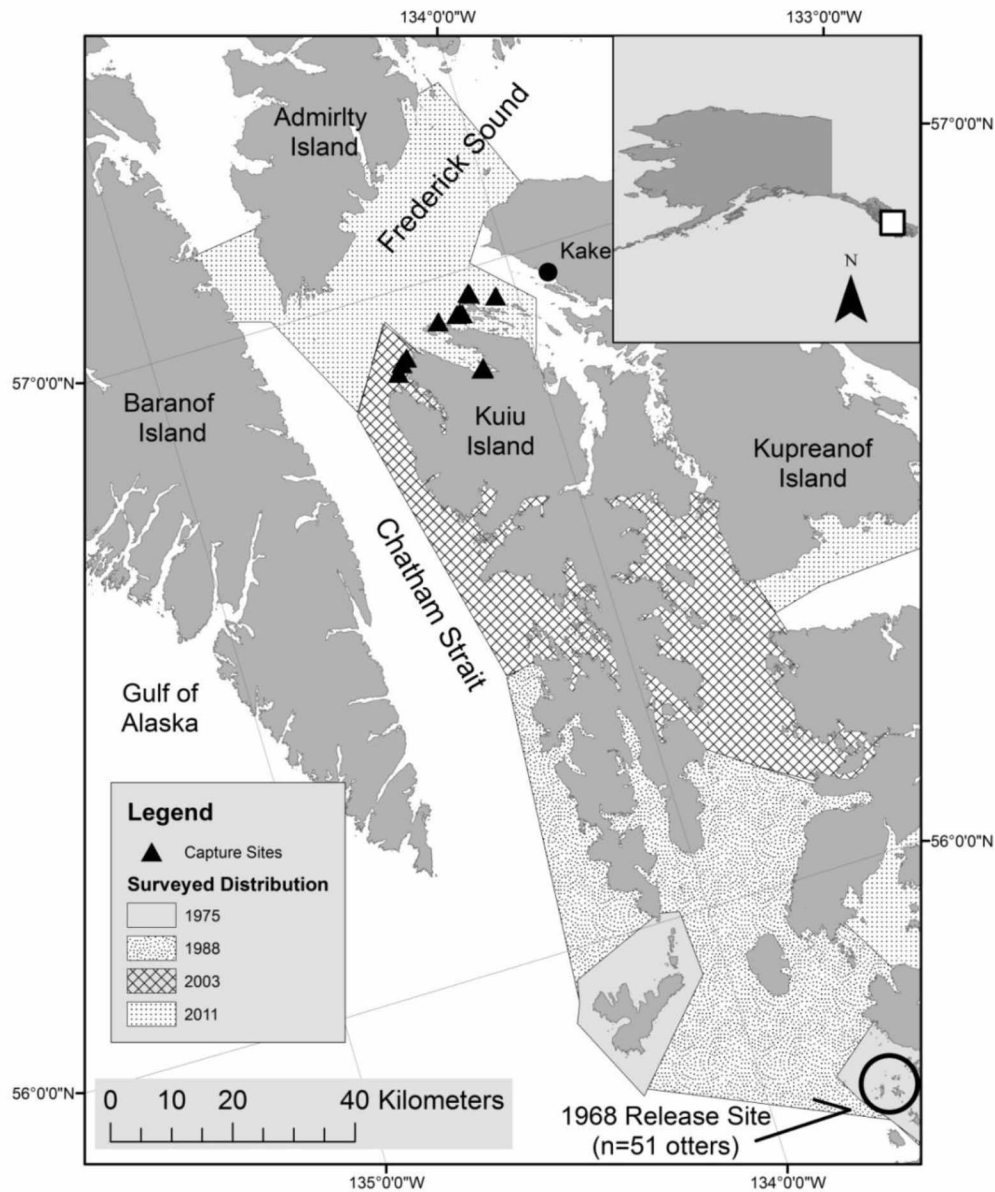 134°0'0"W
133°0'0"W
57°0'0"N
Admirlty
Island
Frederick Sound
Kake
N
57°0'0"N
Baranof
Island
Kuiu
Island
Kupreanof
Island
Chatham Strait
Gulf of
Alaska
56°0'0"N
Legend
Capture Sites
Surveyed Distribution
1975
1988
2003
2011
56°0'0"N
0 10 20 40 Kilometers
1968 Release Site
(n=51 otters)
135°0'0"W
134°0'0"W